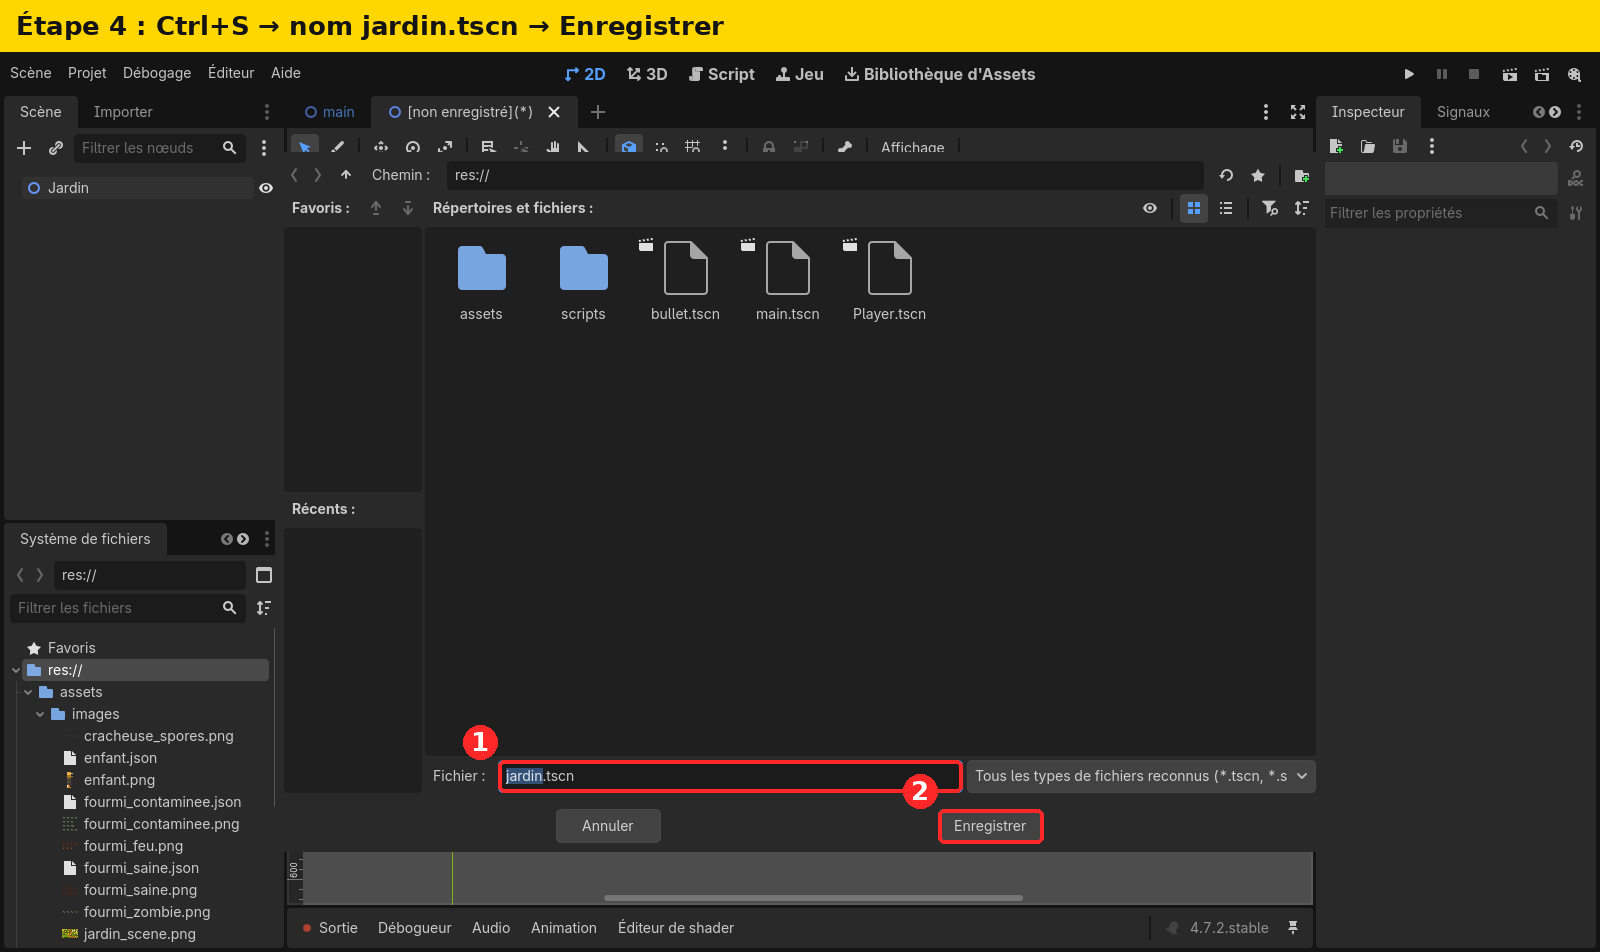 Étape 4 : Ctrl+S → nom jardin.tscn → Enregistrer
Scène Projet Débogage Éditeur Aide
2D 3D Script Jeu Bibliothèque d'Assets
Scène Importer
main [non enregistré](*)
Inspecteur Signaux
Filtrer les nœuds
Affichage
Jardin
Chemin : res://
DOC
Favoris : Répertoires et fichiers :
Filtrer les propriétés
assets scripts bullet.tscn main.tscn Player.tscn
Récents :
Système de fichiers
res://
Filtrer les fichiers
Favoris
res://
assets
images
cracheuse_spores.png
enfant.json
enfant.png
fourmi_contaminee.json
fourmi_contaminee.png
fourmi_feu.png
fourmi_saine.json
fourmi_saine.png
fourmi_zombie.png
jardin_scene.png
1
Fichier : jardin.tscn Tous les types de fichiers reconnus (*.tscn, *.s
2
Annuler Enregistrer
600
Sortie Débogueur Audio Animation Éditeur de shader 4.7.2.stable